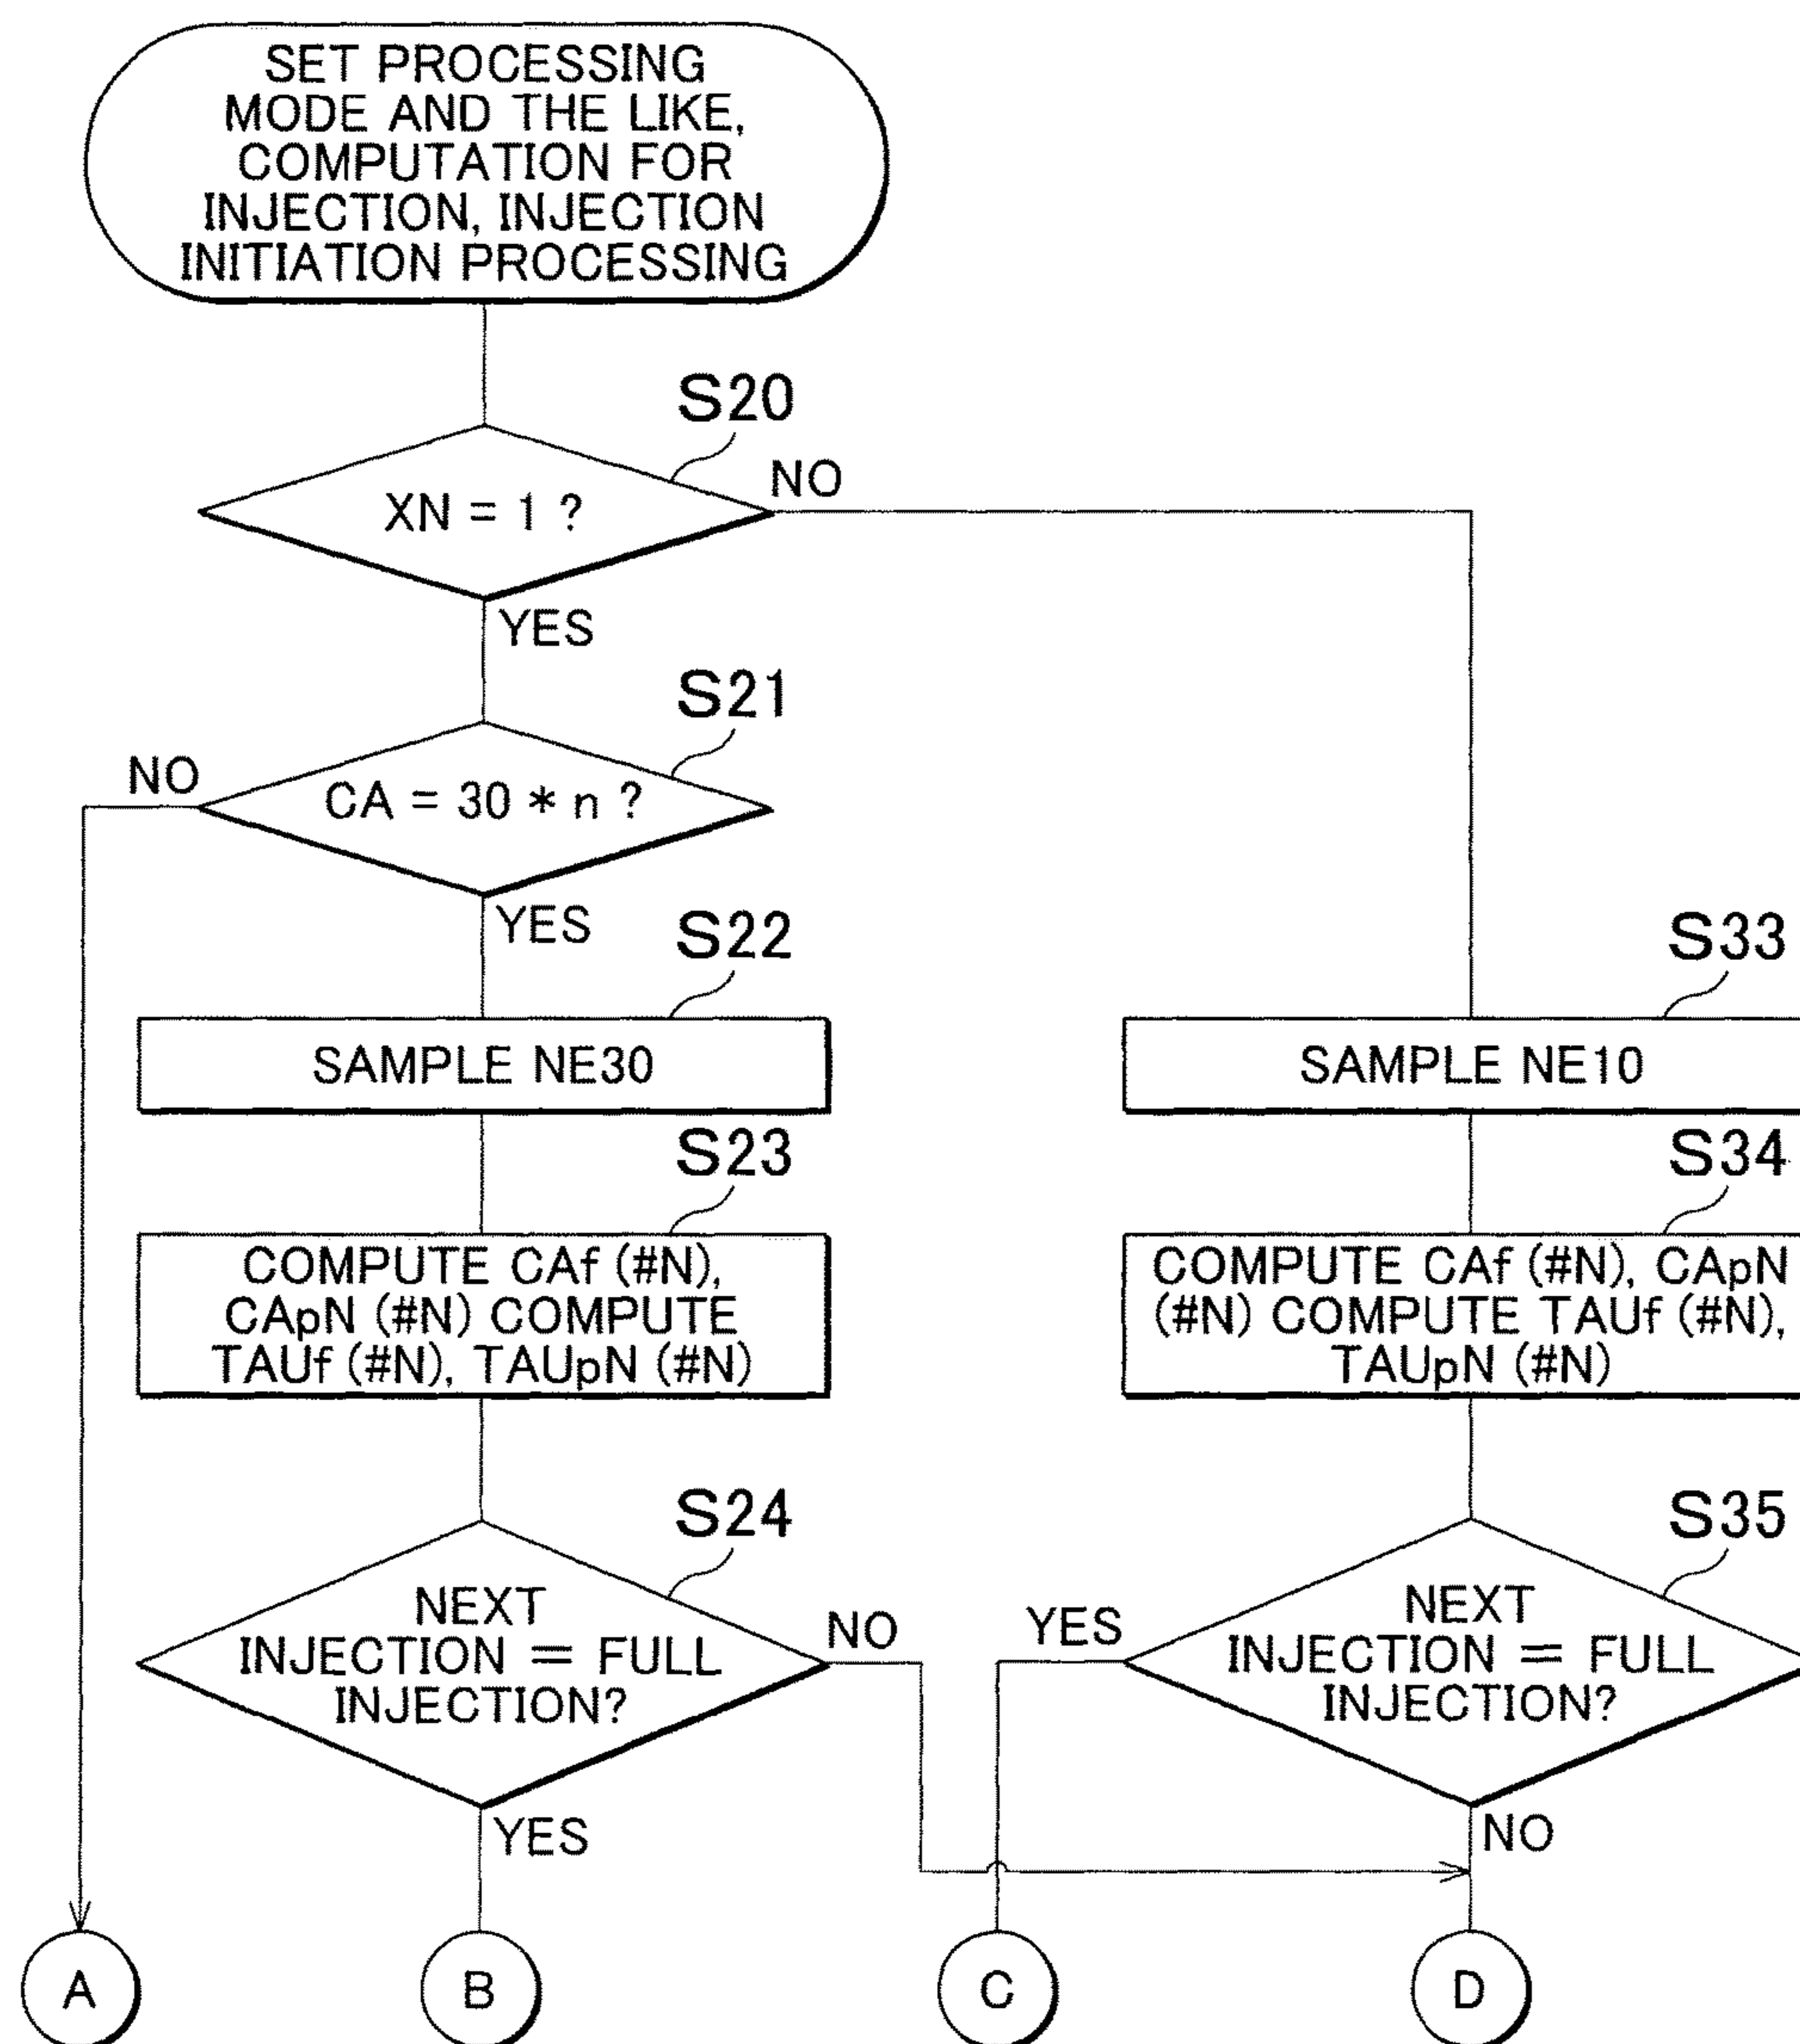 SET PROCESSING
MODE AND THE LIKE,
COMPUTATION FOR
INJECTION, INJECTION
INITIATION PROCESSING
S20
XN = 1 ?
NO
YES
S21
NO
CA = 30 * n ?
YES
S22
SAMPLE NE30
S33
SAMPLE NE10
S23
COMPUTE CAf (#N),
CApN (#N) COMPUTE
TAUf (#N), TAUpN (#N)
S34
COMPUTE CAf (#N), CApN
(#N) COMPUTE TAUf (#N),
TAUpN (#N)
S24
NEXT
INJECTION = FULL
INJECTION?
NO
YES
S35
YES
NEXT
INJECTION = FULL
INJECTION?
NO
A
B
C
D